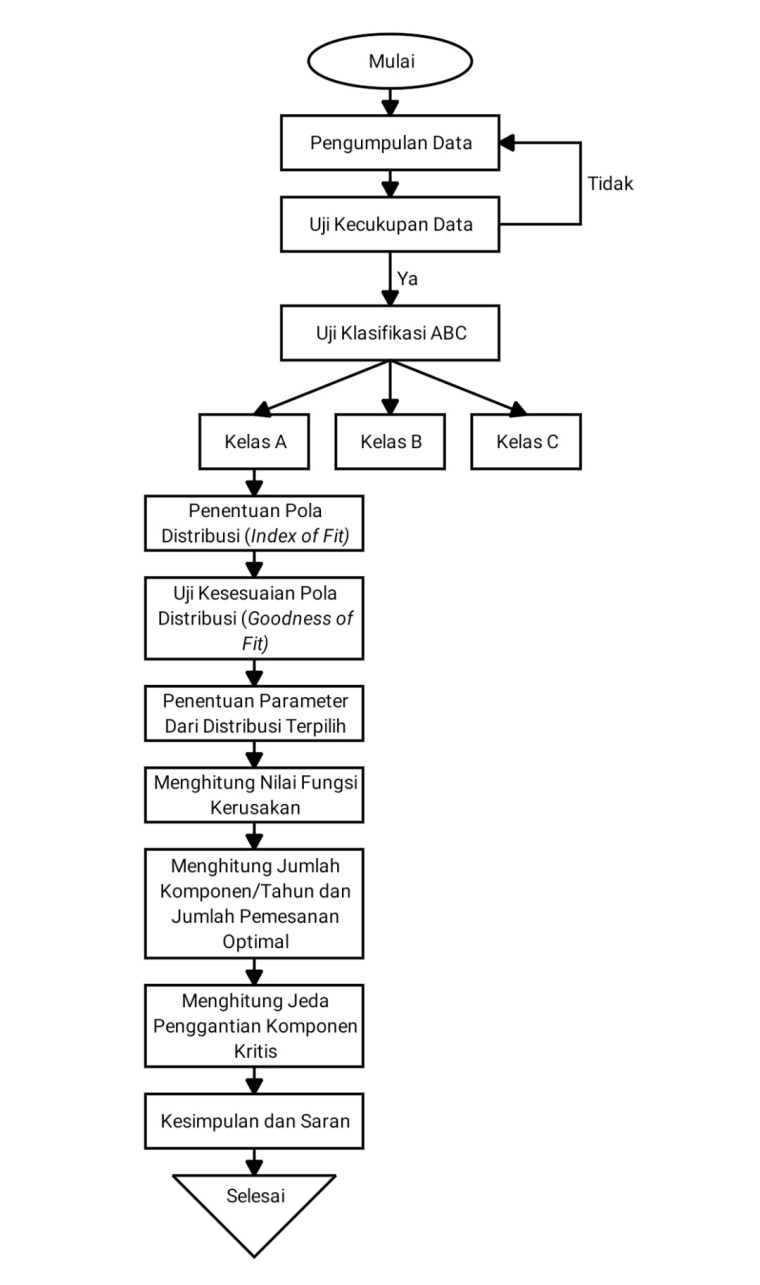 Mulai
Pengumpulan Data
Tidak
Uji Kecukupan Data
Ya
Uji Klasifikasi ABC
Kelas A
Kelas B
Kelas C
Penentuan Pola
Distribusi (Index of Fit)
Uji Kesesuaian Pola
Distribusi (Goodness of
Fit)
Penentuan Parameter
Dari Distribusi Terpilih
Menghitung Nilai Fungsi
Kerusakan
Menghitung Jumlah
Komponen/Tahun dan
Jumlah Pemesanan
Optimal
Menghitung Jeda
Penggantian Komponen
Kritis
Kesimpulan dan Saran
Selesai